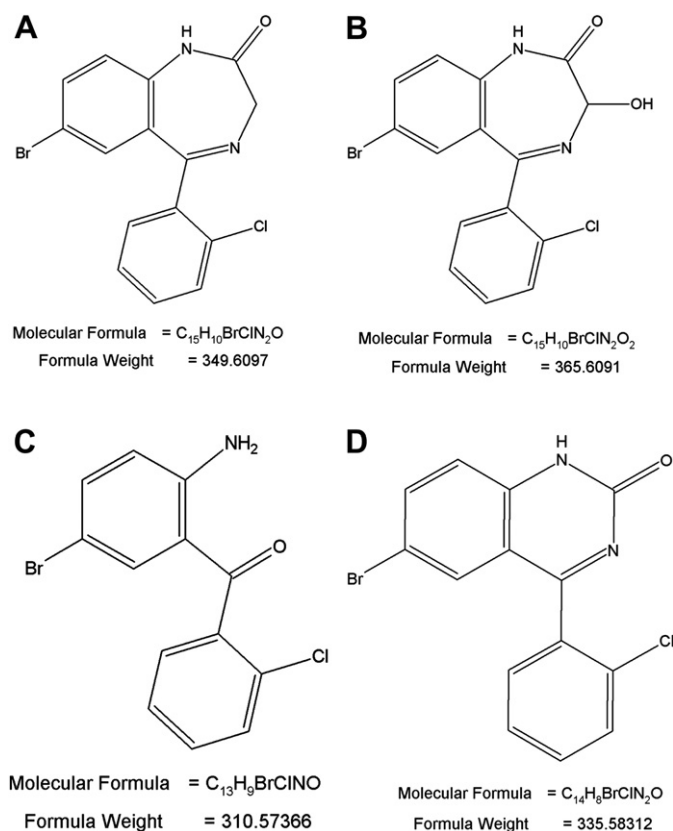 A
H
N
O
Br
N
Cl
Molecular Formula = C₁₅H₁₀BrClN₂O
Formula Weight = 349.6097
B
H
N
O
OH
Br
N
Cl
Molecular Formula = C₁₅H₁₀BrClN₂O₂
Formula Weight = 365.6091
C
NH₂
O
Br
Cl
Molecular Formula = C₁₃H₉BrClNO
Formula Weight = 310.57366
D
H
N
O
N
Br
Cl
Molecular Formula = C₁₄H₈BrClN₂O
Formula Weight = 335.58312